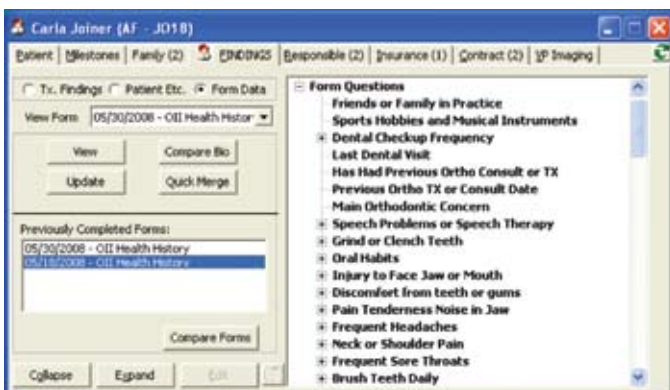 Carla Joiner (AF - JO18)
Patient Milestones Family (2) FINDINGS Responsible (2) Insurance (1) Contract (2) VP Imaging
Tx. Findings Patient Etc. Form Data
View Form 05/30/2008 - OII Health Histor
View Compare Bio
Update Quick Merge
Previously Completed Forms:
05/30/2008 - OII Health History
05/18/2008 - OII Health History
Compare Forms
Collapse Expand Edit
Form Questions
Friends or Family in Practice
Sports Hobbies and Musical Instruments
Dental Checkup Frequency
Last Dental Visit
Has Had Previous Ortho Consult or TX
Previous Ortho TX or Consult Date
Main Orthodontic Concern
Speech Problems or Speech Therapy
Grind or Clench Teeth
Oral Habits
Injury to Face Jaw or Mouth
Discomfort from teeth or gums
Pain Tenderness Noise in Jaw
Frequent Headaches
Neck or Shoulder Pain
Frequent Sore Throats
Brush Teeth Daily